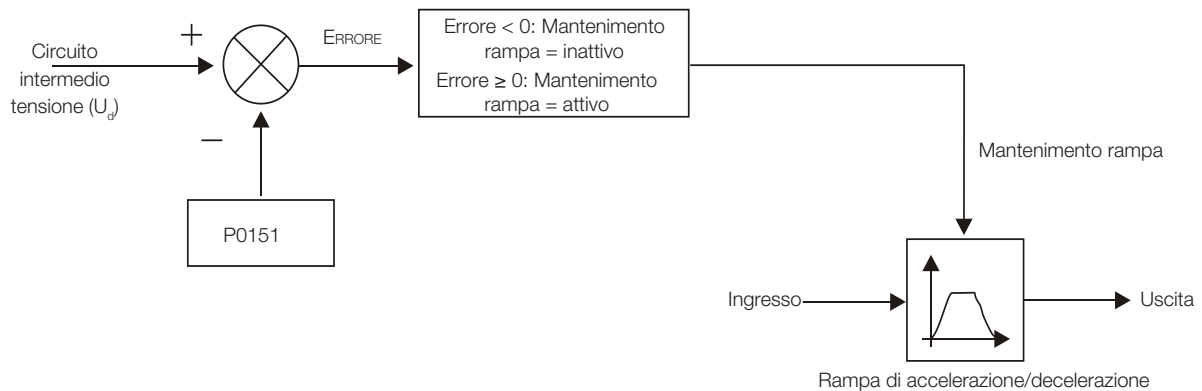 Circuito
intermedio
tensione (Ud)
+
ERRORE
−
P0151
Errore < 0: Mantenimento
rampa = inattivo
Errore ≥ 0: Mantenimento
rampa = attivo
Mantenimento rampa
Ingresso
Uscita
Rampa di accelerazione/decelerazione